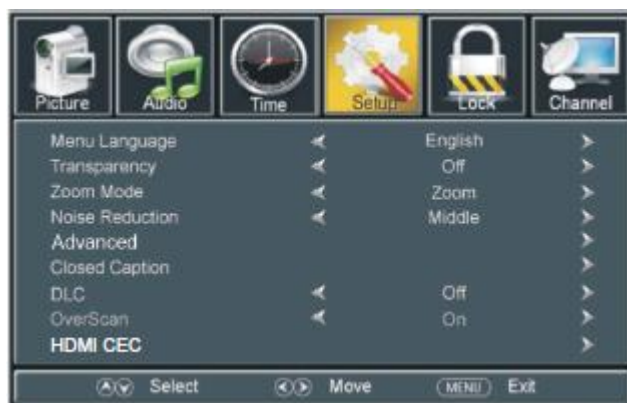 Picture Audio Time Setup Lock Channel
Menu Language English
Transparency Off
Zoom Mode Zoom
Noise Reduction Middle
Advanced
Closed Caption
DLC Off
OverScan On
HDMI CEC
Select Move MENU Exit